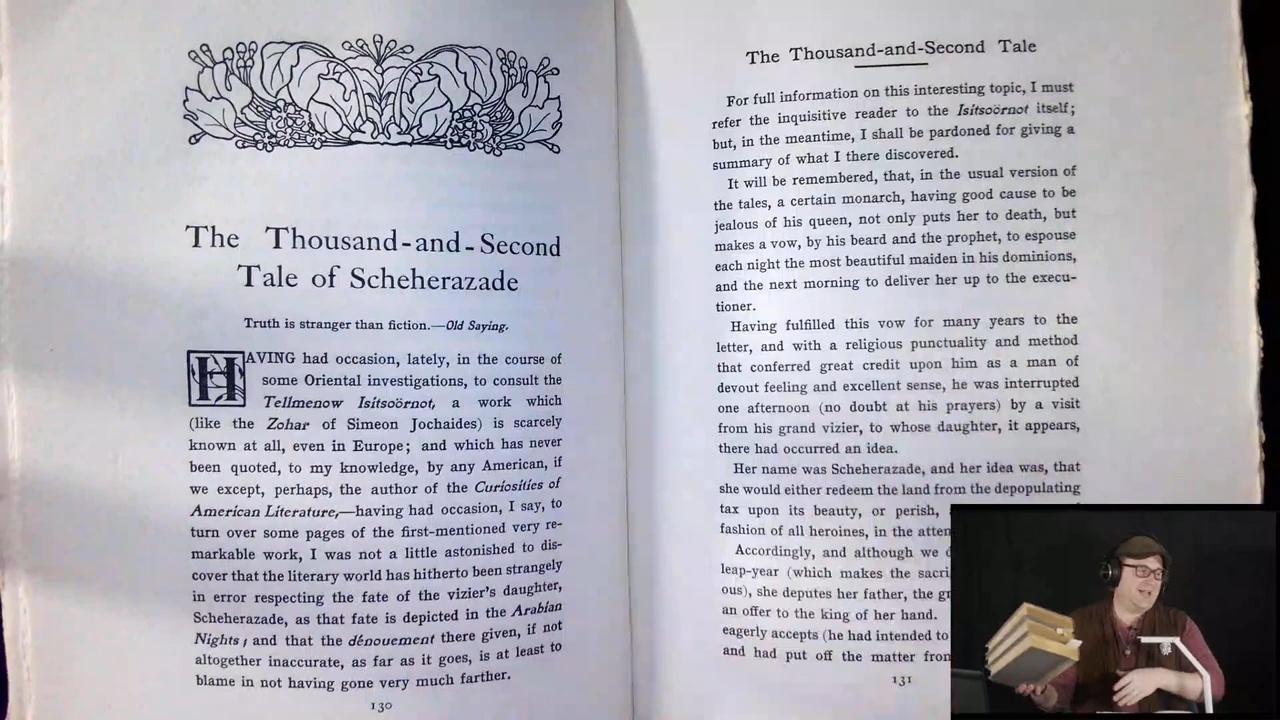 The Thousand-and-Second
Tale of Scheherazade
Truth is stranger than fiction.—Old Saying.
HAVING had occasion, lately, in the course of
some Oriental investigations, to consult the
Tellmenow Isitsoörnot, a work which
(like the Zohar of Simeon Jochaides) is scarcely
known at all, even in Europe; and which has never
been quoted, to my knowledge, by any American, if
we except, perhaps, the author of the Curiosities of
American Literature,—having had occasion, I say, to
turn over some pages of the first-mentioned very re-
markable work, I was not a little astonished to dis-
cover that the literary world has hitherto been strangely
in error respecting the fate of the vizier's daughter,
Scheherazade, as that fate is depicted in the Arabian
Nights; and that the dénouement there given, if not
altogether inaccurate, as far as it goes, is at least to
blame in not having gone very much farther.
130
The Thousand-and-Second Tale
For full information on this interesting topic, I must
refer the inquisitive reader to the Isitsoörnot itself;
but, in the meantime, I shall be pardoned for giving a
summary of what I there discovered.
It will be remembered, that, in the usual version of
the tales, a certain monarch, having good cause to be
jealous of his queen, not only puts her to death, but
makes a vow, by his beard and the prophet, to espouse
each night the most beautiful maiden in his dominions,
and the next morning to deliver her up to the execu-
tioner.
Having fulfilled this vow for many years to the
letter, and with a religious punctuality and method
that conferred great credit upon him as a man of
devout feeling and excellent sense, he was interrupted
one afternoon (no doubt at his prayers) by a visit
from his grand vizier, to whose daughter, it appears,
there had occurred an idea.
Her name was Scheherazade, and her idea was, that
she would either redeem the land from the depopulating
tax upon its beauty, or perish,
fashion of all heroines, in the
Accordingly, and although we
leap-year (which makes the
ous), she deputes her father, the
an offer to the king of her hand.
eagerly accepts (he had intended to
and had put off the matter from
131